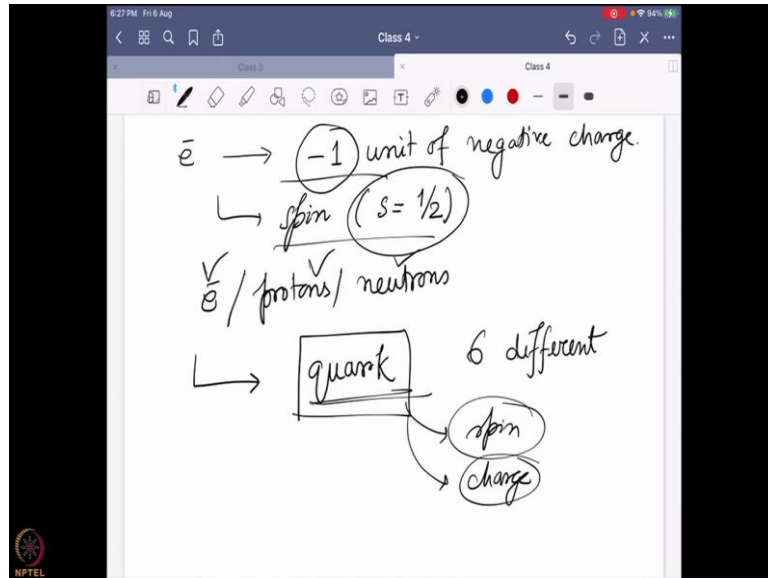 6:27 PM Fri 6 Aug
94%
Class 4
Class 3
Class 4
ē → -1 unit of negative charge.
spin (s = 1/2)
ē / protons / neutrons
quark 6 different
spin
charge
NPTEL